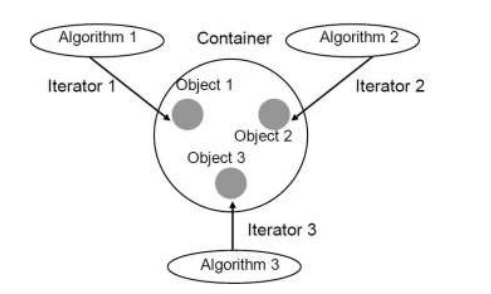 Algorithm 1
Container
Algorithm 2
Iterator 1
Object 1
Iterator 2
Object 2
Object 3
Iterator 3
Algorithm 3